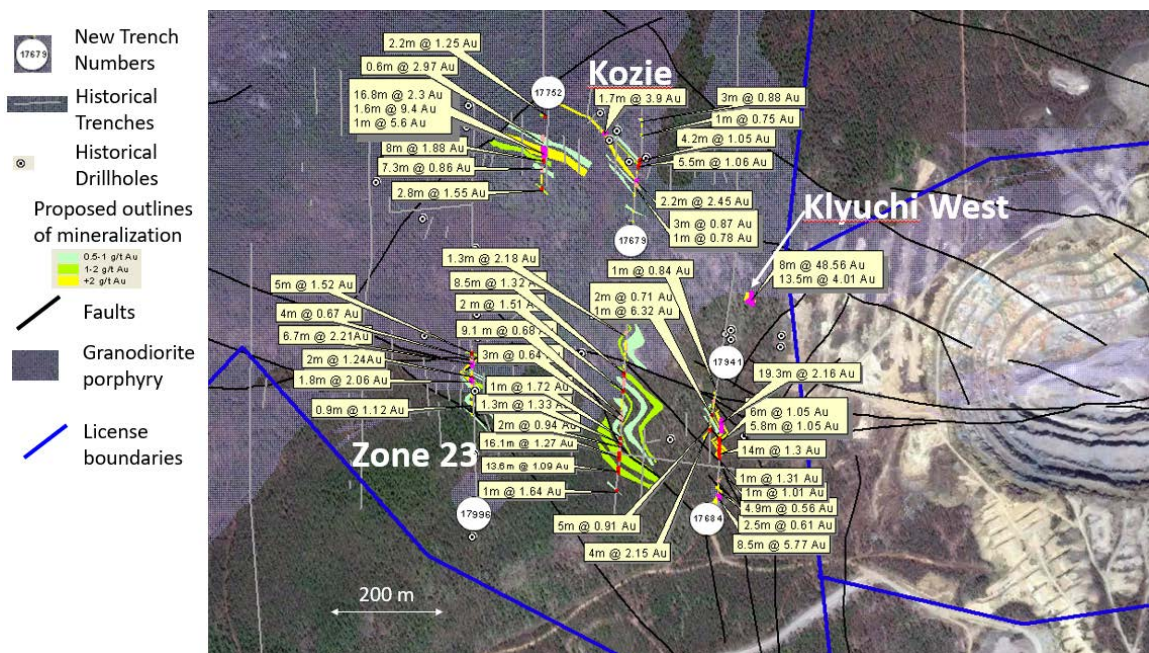 New Trench
Numbers
17679
Historical
Trenches
Historical
Drillholes
Proposed outlines
of mineralization
0.5-1 g/t Au
1-2 g/t Au
+2 g/t Au
Faults
Granodiorite
porphyry
License
boundaries
Kozie
17752
2.2m @ 1.25 Au
0.6m @ 2.97 Au
16.8m @ 2.3 Au
1.6m @ 9.4 Au
1m @ 5.6 Au
8m @ 1.88 Au
7.3m @ 0.86 Au
2.8m @ 1.55 Au
1.7m @ 3.9 Au
3m @ 0.88 Au
1m @ 0.75 Au
4.2m @ 1.05 Au
5.5m @ 1.06 Au
2.2m @ 2.45 Au
3m @ 0.87 Au
1m @ 0.78 Au
17679
Klyuchi West
8m @ 48.56 Au
13.5m @ 4.01 Au
1.3m @ 2.18 Au
8.5m @ 1.32 Au
2 m @ 1.51
9.1 m @ 0.68
3m @ 0.64
1m @ 1.72 Au
1.3m @ 1.33 Au
2m @ 0.94 Au
16.1m @ 1.27 Au
13.6m @ 1.09 Au
1m @ 1.64 Au
5m @ 1.52 Au
4m @ 0.67 Au
6.7m @ 2.21Au
2m @ 1.24Au
1.8m @ 2.06 Au
0.9m @ 1.12 Au
Zone 23
17996
1m @ 0.84 Au
2m @ 0.71 Au
1m @ 6.32 Au
17941
19.3m @ 2.16 Au
6m @ 1.05 Au
5.8m @ 1.05 Au
14m @ 1.3 Au
1m @ 1.31 Au
1m @ 1.01 Au
4.9m @ 0.56 Au
2.5m @ 0.61 Au
8.5m @ 5.77 Au
17684
5m @ 0.91 Au
4m @ 2.15 Au
200 m